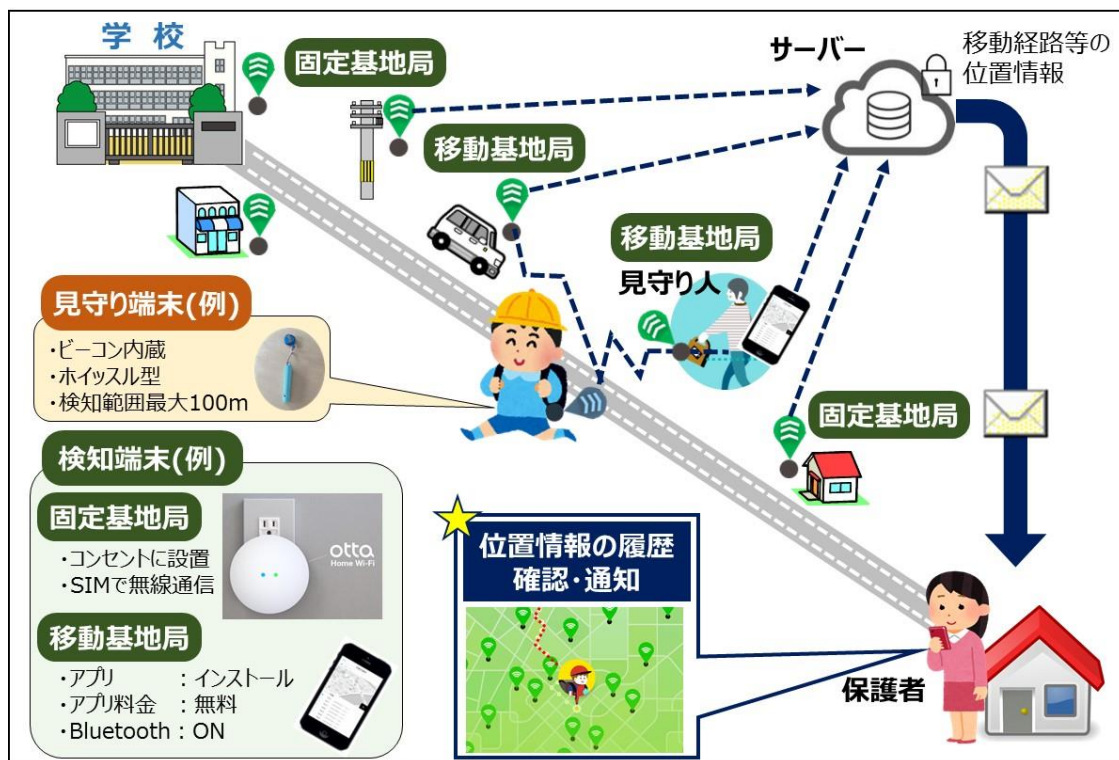 学 校
固定基地局
サーバー
移動経路等の
位置情報
移動基地局
移動基地局
見守り人
見守り端末(例)
・ビーコン内蔵
・ホイッスル型
・検知範囲最大100m
固定基地局
検知端末(例)
固定基地局
・コンセントに設置
・SIMで無線通信
otta
Home Wi-Fi
移動基地局
・アプリ　　　：インストール
・アプリ料金　：無料
・Bluetooth：ON
位置情報の履歴
確認・通知
保護者